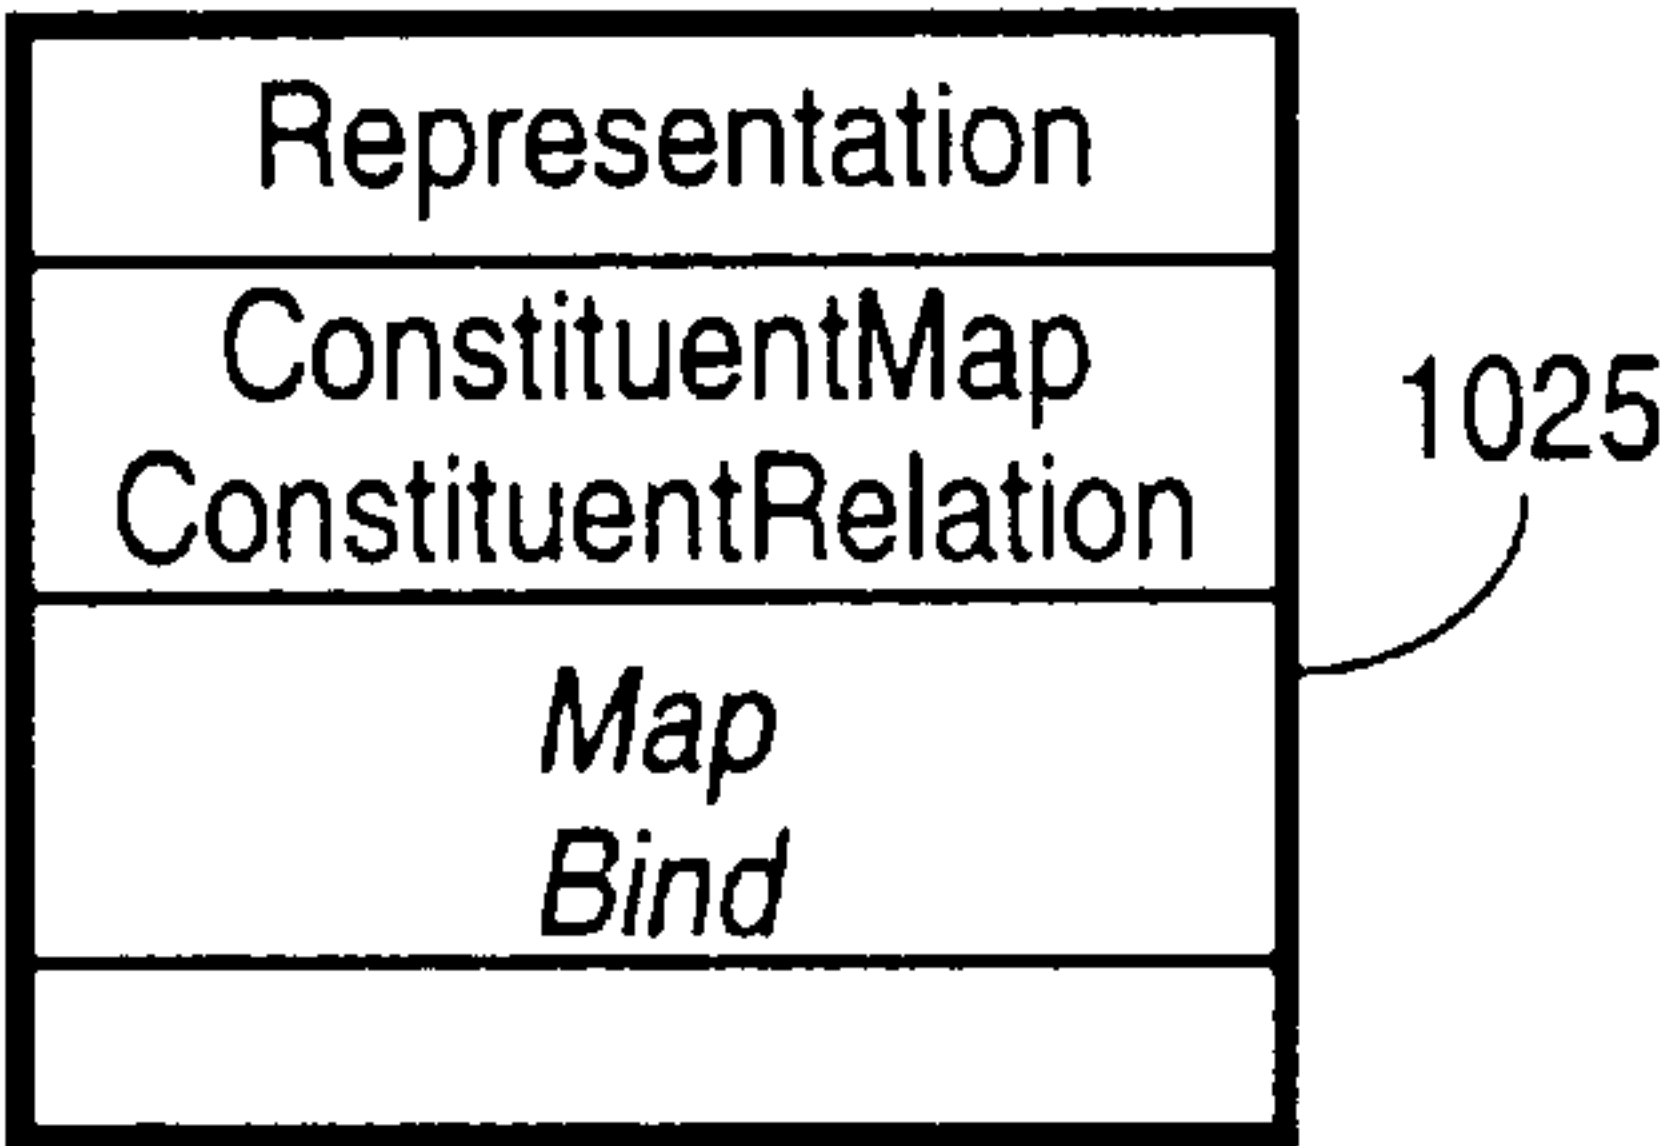 Representation
ConstituentMap
ConstituentRelation
Map
Bind
1025